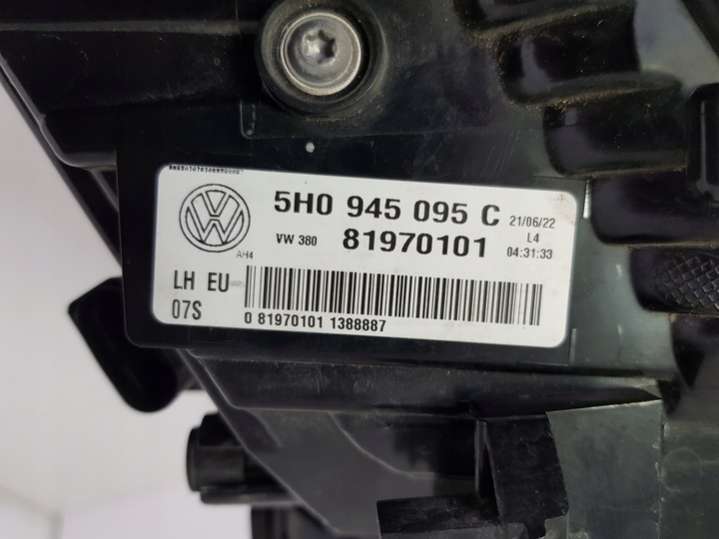 5H0 945 095 C 21/06/22
VW 380 81970101 L4
04:31:33
AH4
LH EU
07S
0 81970101 1388887